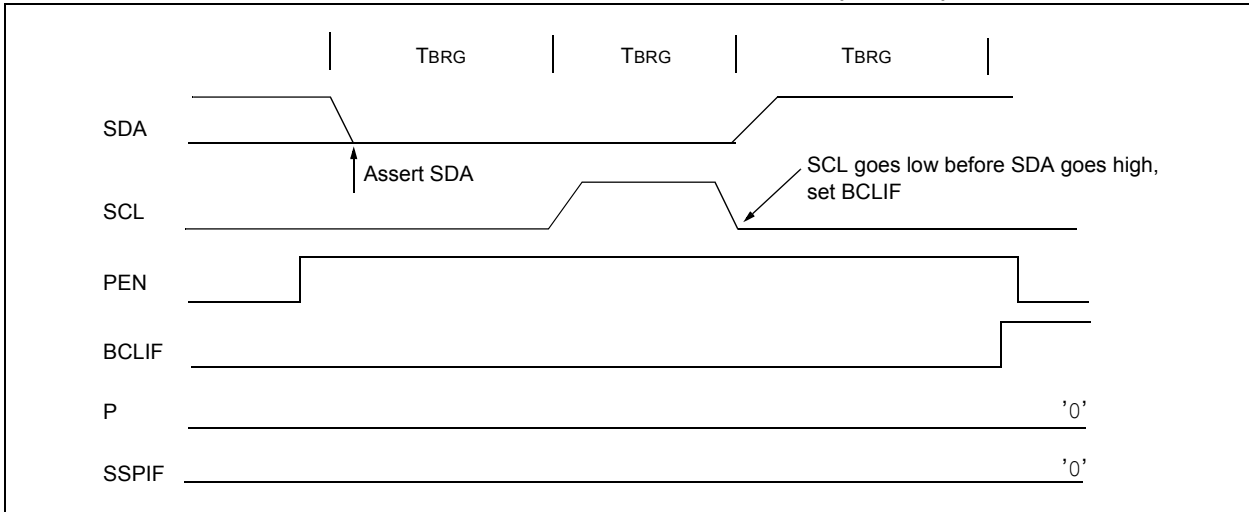 TBRG TBRG TBRG
SDA
Assert SDA
SCL goes low before SDA goes high,
set BCLIF
SCL
PEN
BCLIF
P '0'
SSPIF '0'